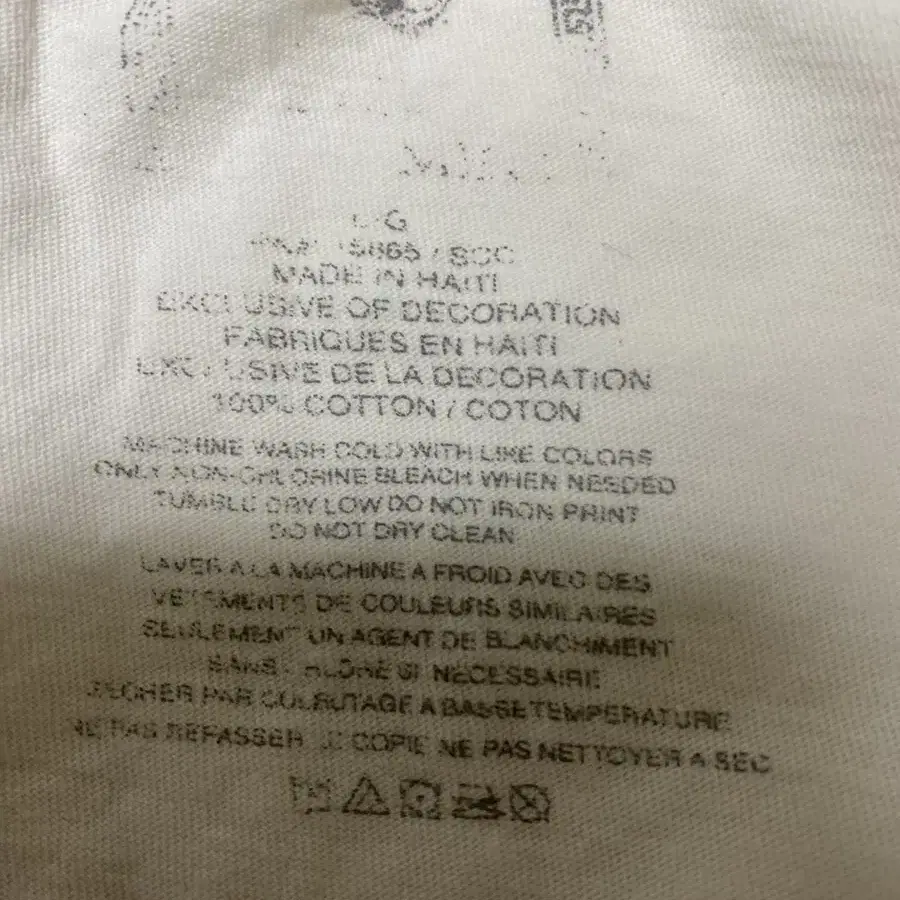 MADE IN HAITI
EXCLUSIVE OF DECORATION
FABRIQUES EN HAITI
EXCLUSIVE DE LA DECORATION
100% COTTON / COTON
MACHINE WASH COLD WITH LIKE COLORS
ONLY NON-CHLORINE BLEACH WHEN NEEDED
TUMBLE DRY LOW DO NOT IRON PRINT
DO NOT DRY CLEAN
LAVER A LA MACHINE A FROID AVEC DES
VETEMENTS DE COULEURS SIMILAIRES
SEULEMENT UN AGENT DE BLANCHIMENT
SANS CHLORE SI NECESSAIRE
SECHER PAR CULBUTAGE A BASSE TEMPERATURE
NE PAS REPASSER LE COPIE NE PAS NETTOYER A SEC